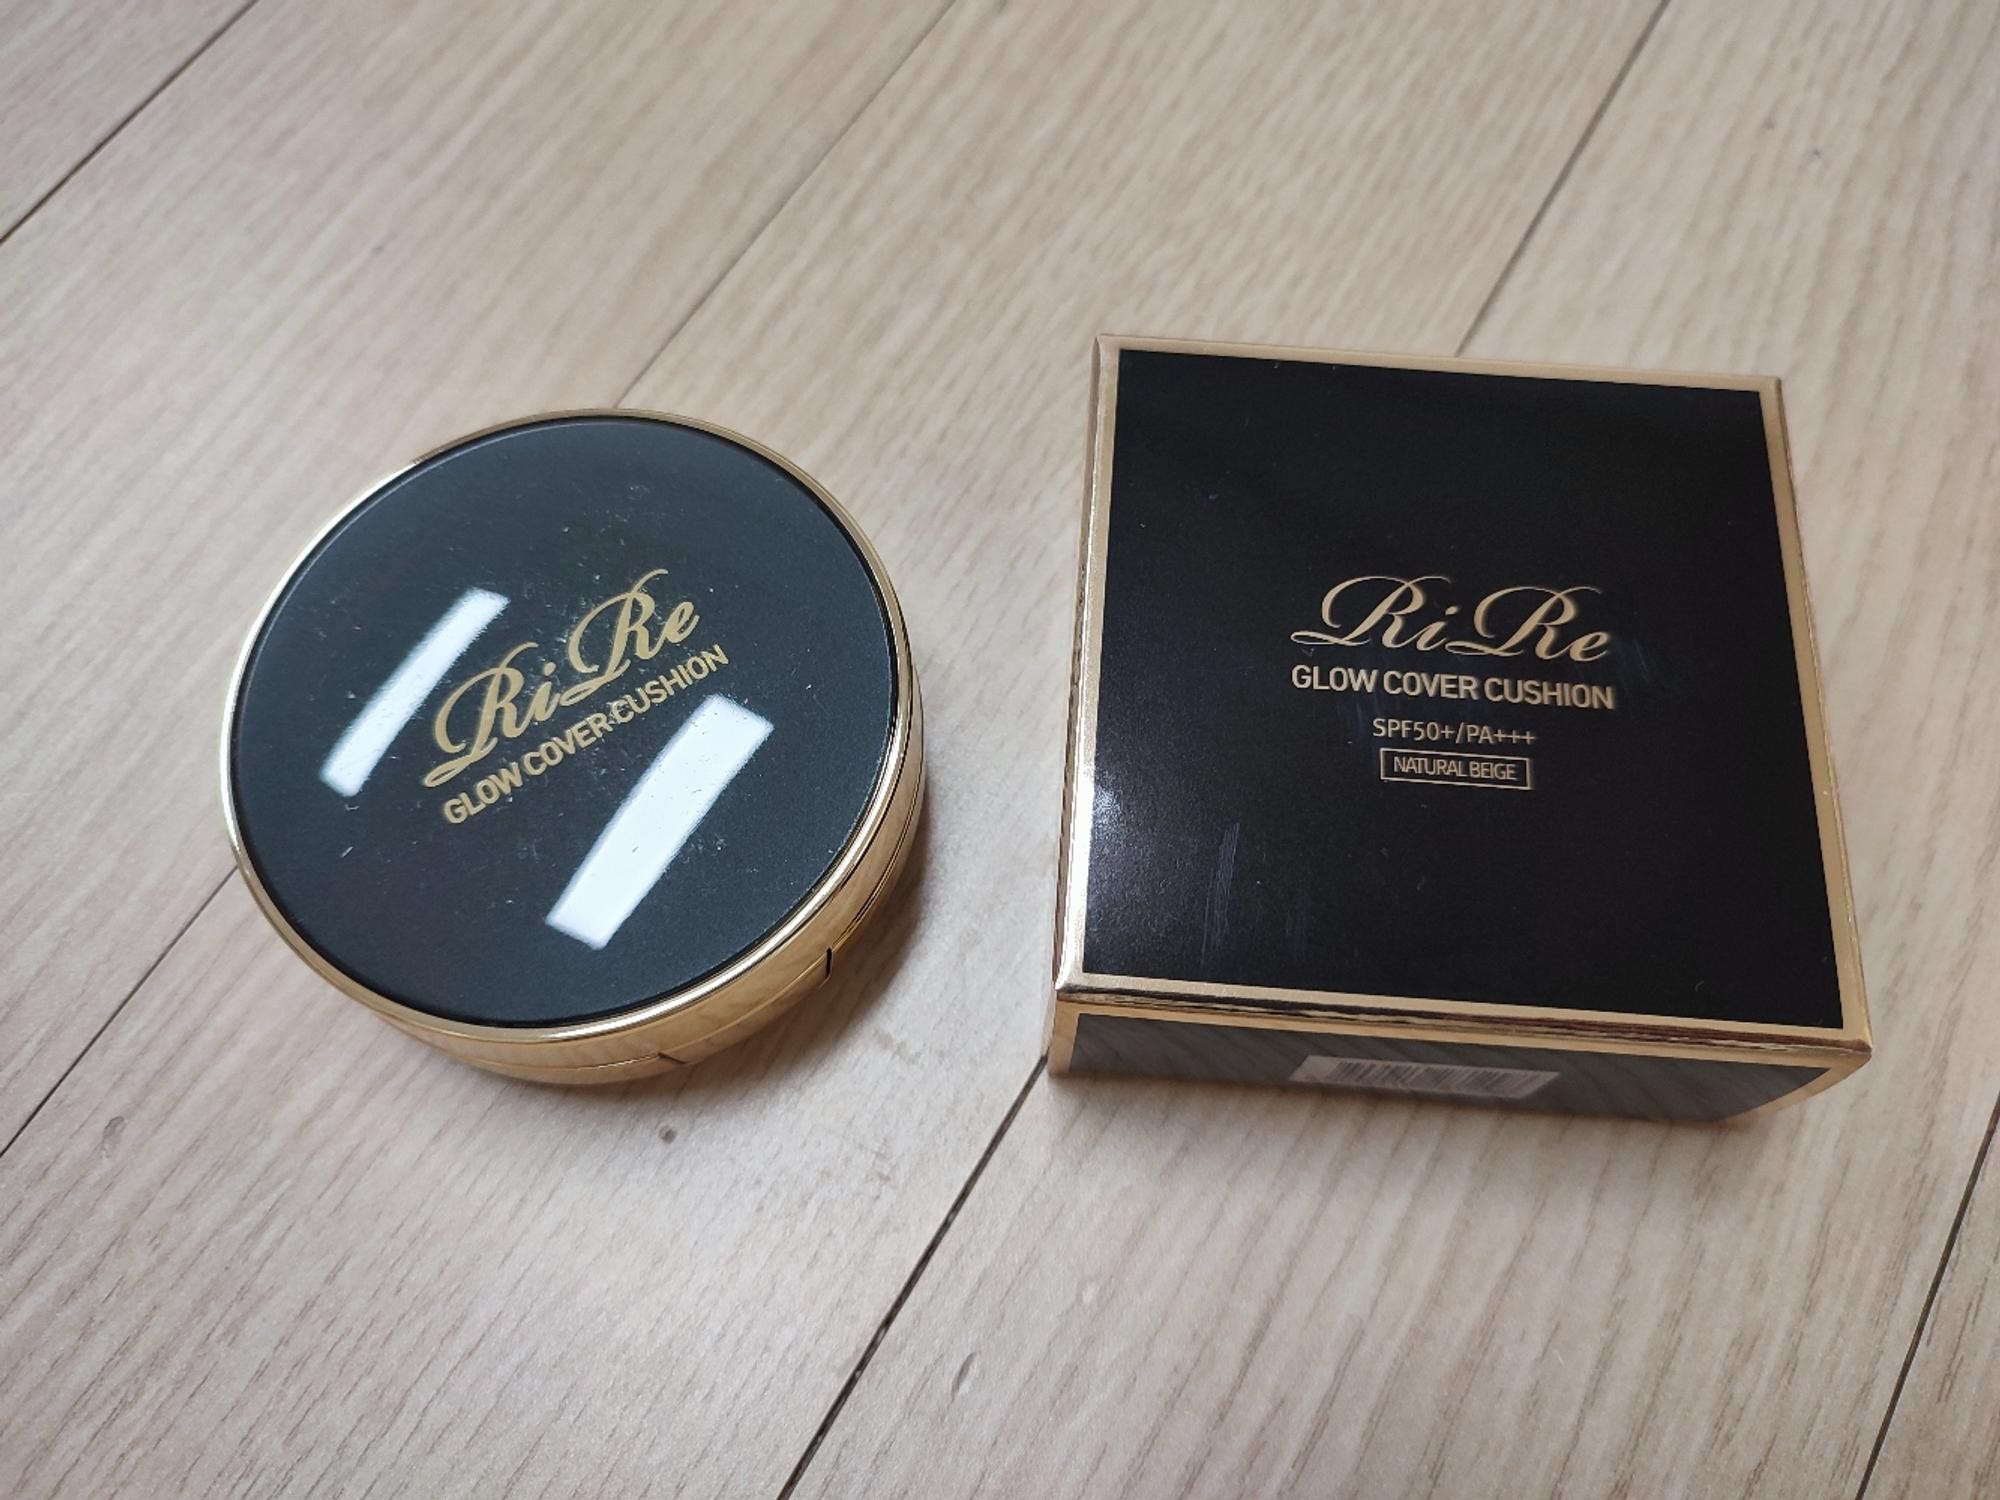 RiRe
GLOW COVER CUSHION
RiRe
GLOW COVER CUSHION
SPF50+/PA+++
NATURAL BEIGE